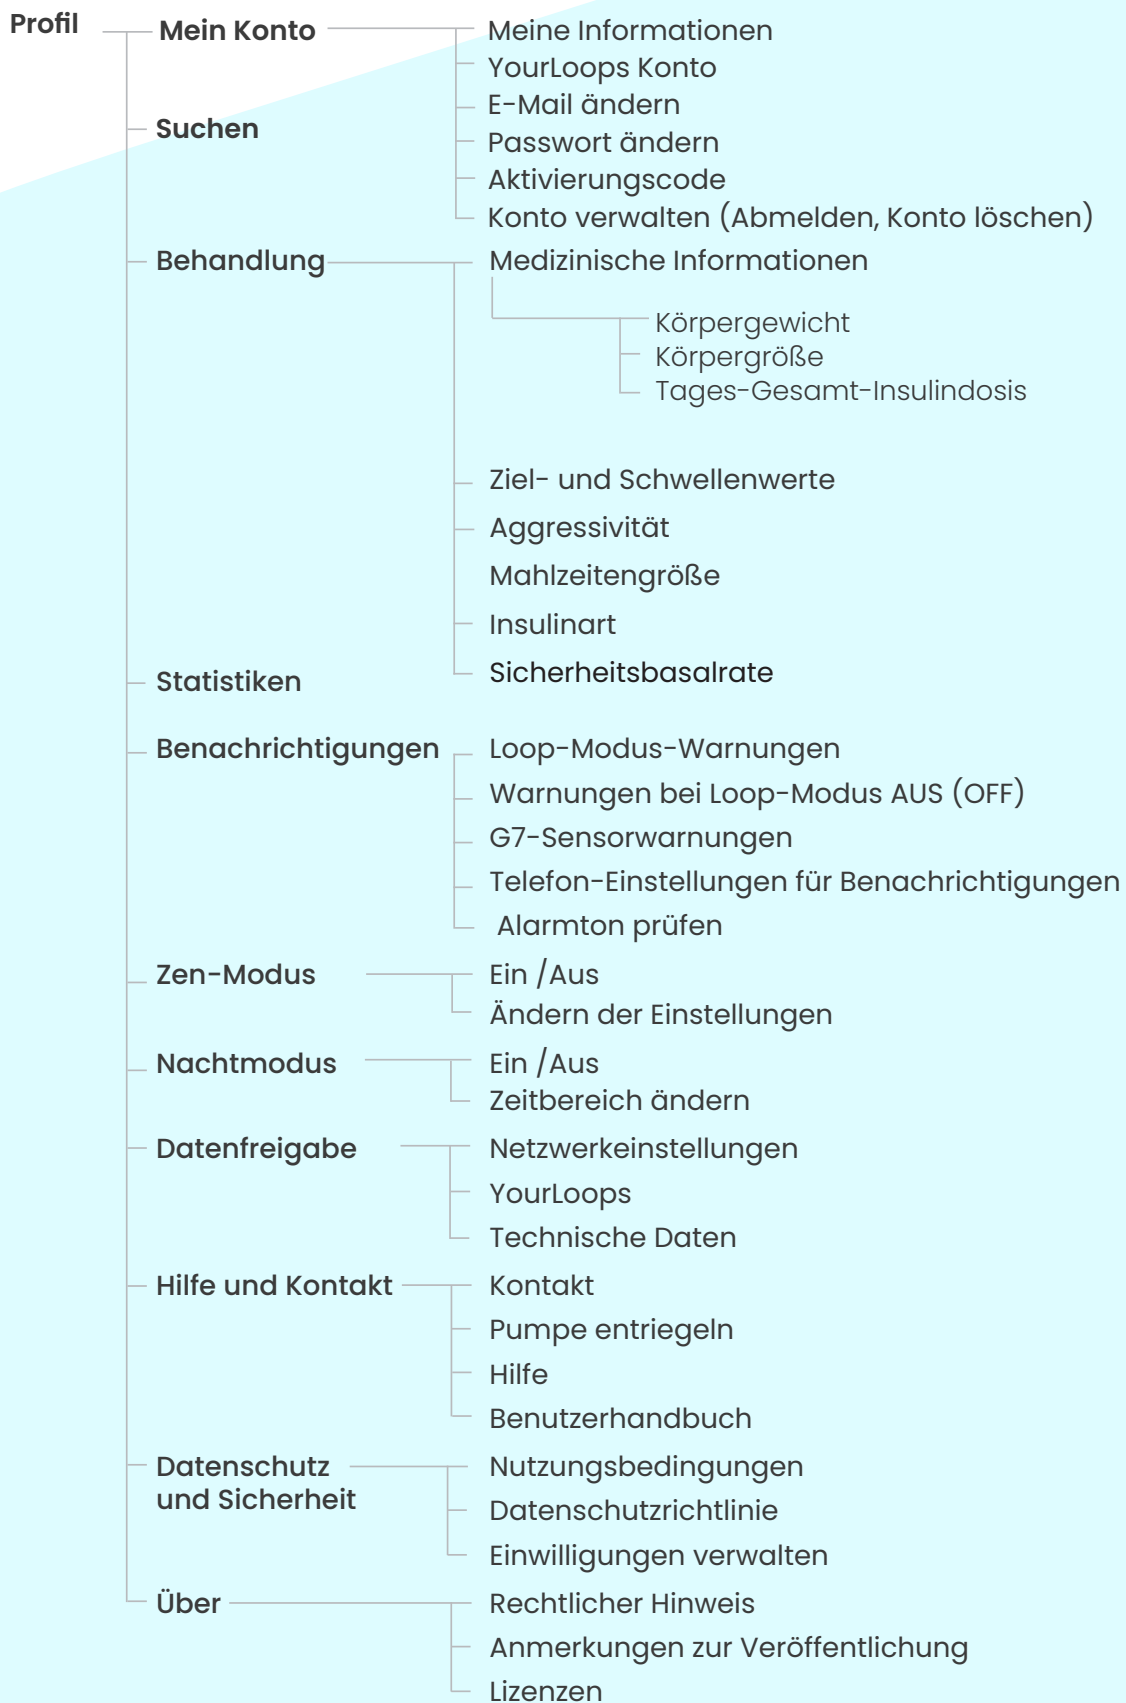 Profil
Mein Konto
Meine Informationen
YourLoops Konto
E-Mail ändern
Suchen
Passwort ändern
Aktivierungscode
Konto verwalten (Abmelden, Konto löschen)
Behandlung
Medizinische Informationen
Körpergewicht
Körpergröße
Tages-Gesamt-Insulindosis
Ziel- und Schwellenwerte
Aggressivität
Mahlzeitengröße
Insulinart
Sicherheitsbasalrate
Statistiken
Benachrichtigungen
Loop-Modus-Warnungen
Warnungen bei Loop-Modus AUS (OFF)
G7-Sensorwarnungen
Telefon-Einstellungen für Benachrichtigungen
Alarmton prüfen
Zen-Modus
Ein /Aus
Ändern der Einstellungen
Nachtmodus
Ein /Aus
Zeitbereich ändern
Datenfreigabe
Netzwerkeinstellungen
YourLoops
Technische Daten
Hilfe und Kontakt
Kontakt
Pumpe entriegeln
Hilfe
Benutzerhandbuch
Datenschutz
und Sicherheit
Nutzungsbedingungen
Datenschutzrichtlinie
Einwilligungen verwalten
Über
Rechtlicher Hinweis
Anmerkungen zur Veröffentlichung
Lizenzen